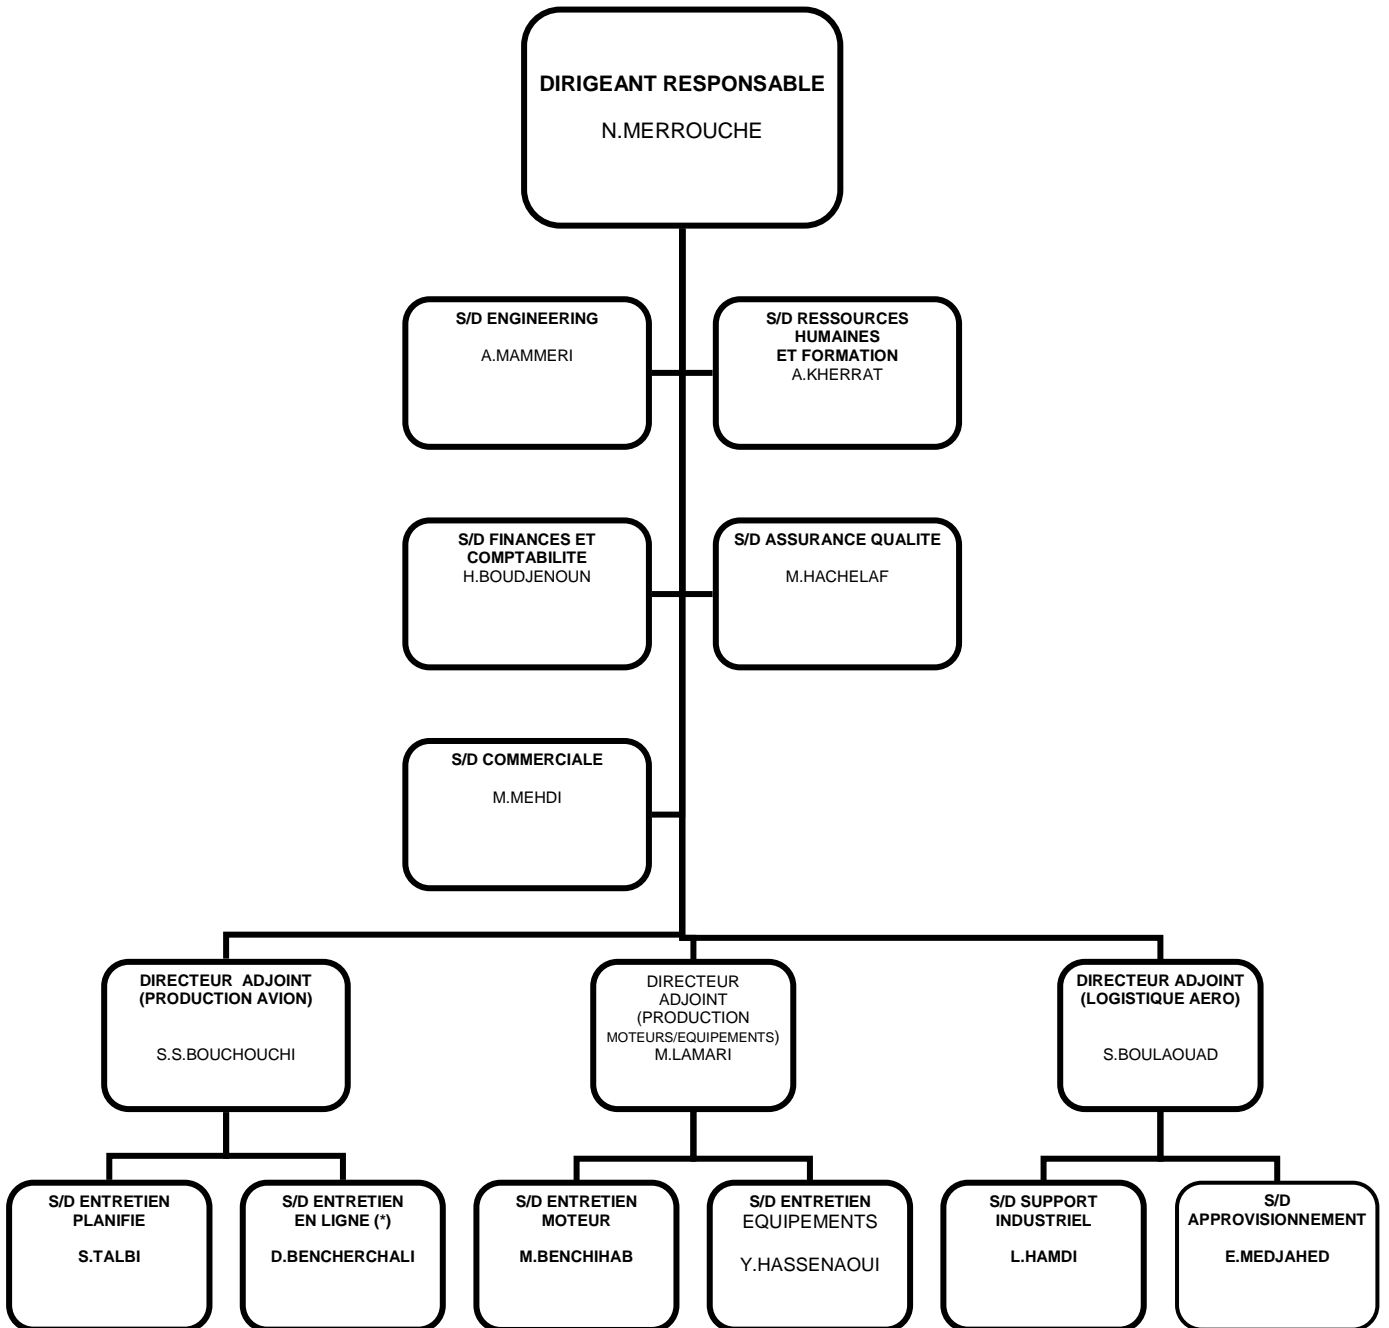 DIRIGEANT RESPONSABLE
N.MERROUCHE
S/D ENGINEERING
A.MAMMERI
S/D RESSOURCES
HUMAINES
ET FORMATION
A.KHERRAT
S/D FINANCES ET
COMPTABILITE
H.BOUDJENOUN
S/D ASSURANCE QUALITE
M.HACHELAF
S/D COMMERCIALE
M.MEHDI
DIRECTEUR ADJOINT
(PRODUCTION AVION)
S.S.BOUCHOUCHI
DIRECTEUR
ADJOINT
(PRODUCTION
MOTEURS/EQUIPEMENTS)
M.LAMARI
DIRECTEUR ADJOINT
(LOGISTIQUE AERO)
S.BOULAOUAD
S/D ENTRETIEN
PLANIFIE
S.TALBI
S/D ENTRETIEN
EN LIGNE (*)
D.BENCHERCHALI
S/D ENTRETIEN
MOTEUR
M.BENCHIHAB
S/D ENTRETIEN
EQUIPEMENTS
Y.HASSENAOUI
S/D SUPPORT
INDUSTRIEL
L.HAMDI
S/D
APPROVISIONNEMENT
E.MEDJAHED